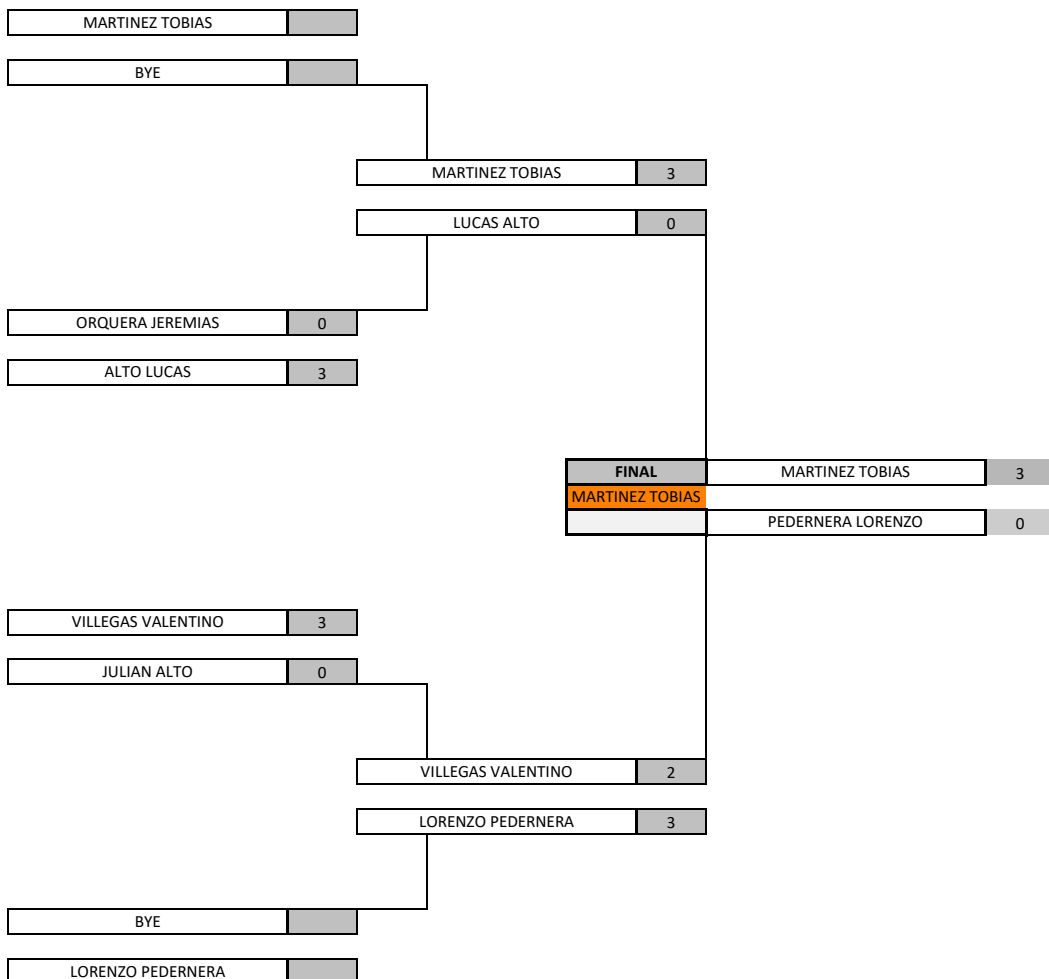 MARTINEZ TOBIAS
BYE
MARTINEZ TOBIAS 3
LUCAS ALTO 0
ORQUERA JEREMIAS 0
ALTO LUCAS 3
FINAL MARTINEZ TOBIAS 3
MARTINEZ TOBIAS
PEDERNERA LORENZO 0
VILLEGAS VALENTINO 3
JULIAN ALTO 0
VILLEGAS VALENTINO 2
LORENZO PEDERNERA 3
BYE
LORENZO PEDERNERA